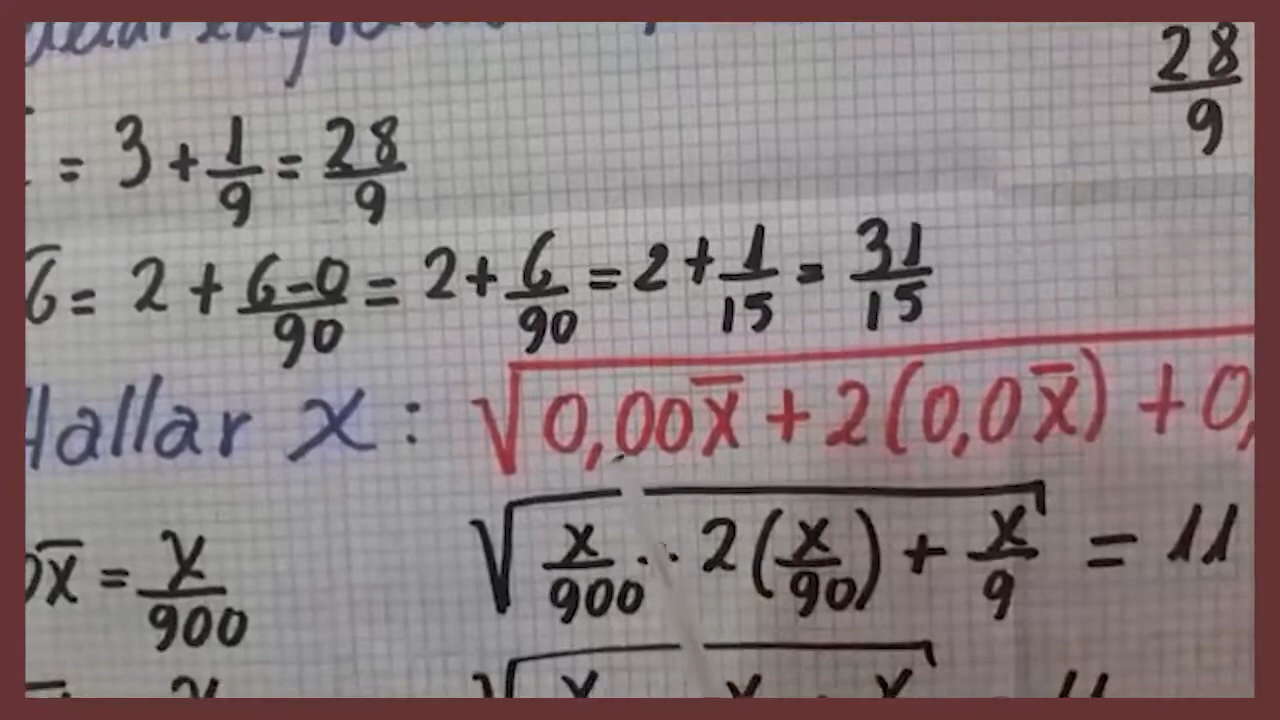 28/9
= 3 + 1/9 = 28/9
6̅ = 2 + (6-0)/90 = 2 + 6/90 = 2 + 1/15 = 31/15
Hallar x : √(0,00x̅ + 2(0,0x̅) + 0,
0x̅ = x/900 √(x/900 ·· 2(x/90) + x/9) = 11